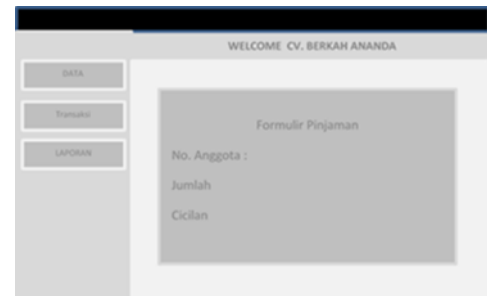 WELCOME CV. BERKAH ANANDA
DATA
Transaksi
LAPORAN
Formulir Pinjaman
No. Anggota :
Jumlah
Cicilan